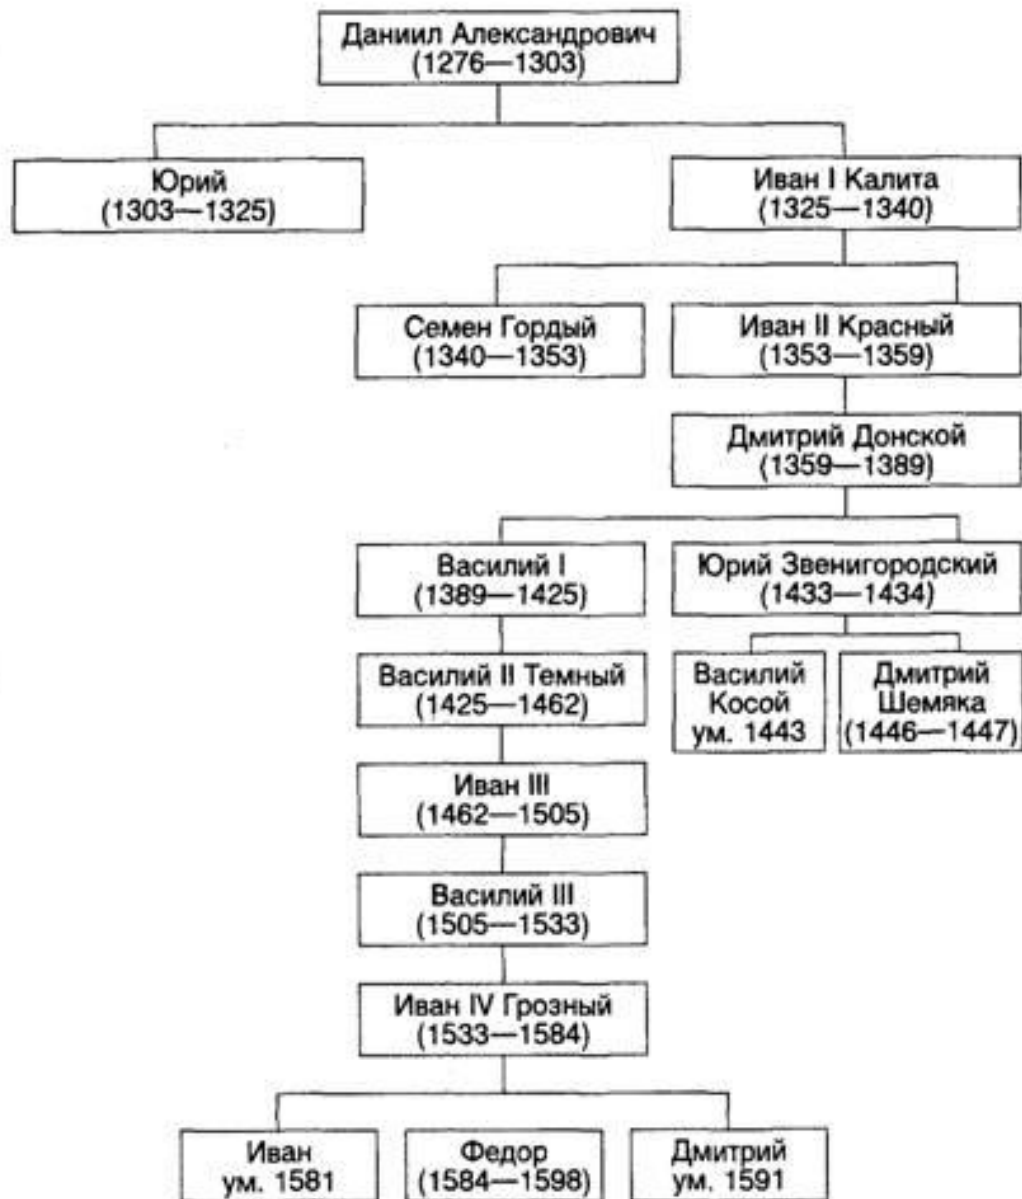 Даниил Александрович
(1276—1303)
Юрий
(1303—1325)
Иван I Калита
(1325—1340)
Семен Гордый
(1340—1353)
Иван II Красный
(1353—1359)
Дмитрий Донской
(1359—1389)
Василий I
(1389—1425)
Юрий Звенигородский
(1433—1434)
Василий II Темный
(1425—1462)
Василий
Косой
ум. 1443
Дмитрий
Шемяка
(1446—1447)
Иван III
(1462—1505)
Василий III
(1505—1533)
Иван IV Грозный
(1533—1584)
Иван
ум. 1581
Федор
(1584—1598)
Дмитрий
ум. 1591